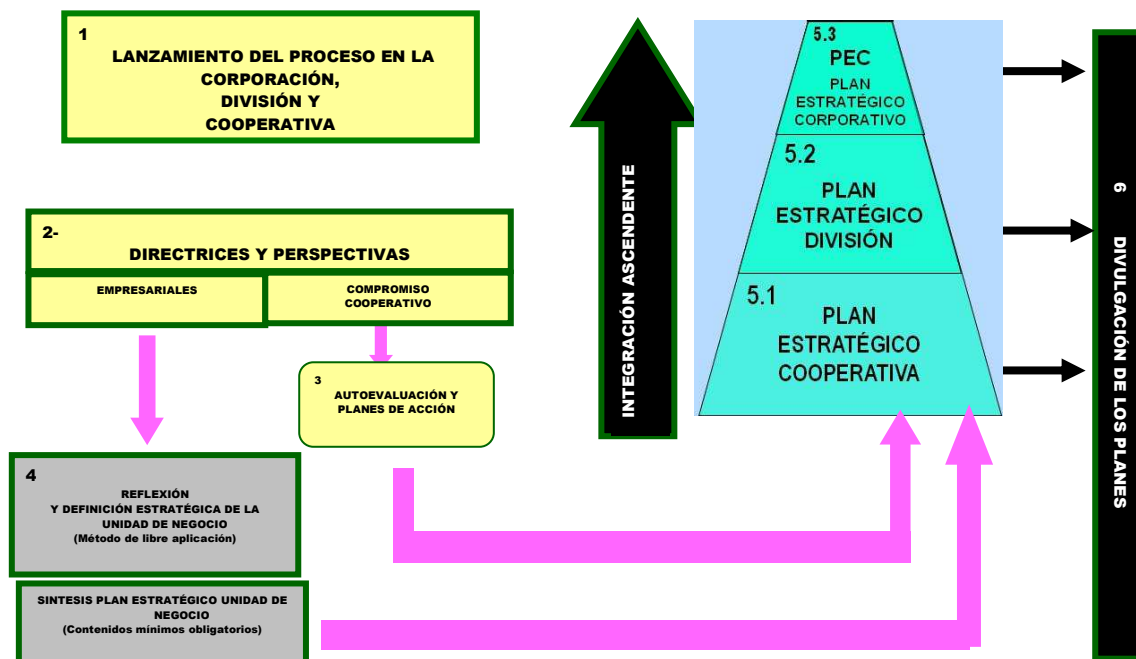 1
LANZAMIENTO DEL PROCESO EN LA
CORPORACIÓN,
DIVISIÓN Y
COOPERATIVA
2-
DIRECTRICES Y PERSPECTIVAS
EMPRESARIALES
COMPROMISO
COOPERATIVO
3
AUTOEVALUACIÓN Y
PLANES DE ACCIÓN
4
REFLEXIÓN
Y DEFINICIÓN ESTRATÉGICA DE LA
UNIDAD DE NEGOCIO
(Método de libre aplicación)
SINTESIS PLAN ESTRATÉGICO UNIDAD DE
NEGOCIO
(Contenidos mínimos obligatorios)
INTEGRACIÓN ASCENDENTE
5.3
PEC
PLAN
ESTRATÉGICO
CORPORATIVO
5.2
PLAN
ESTRATÉGICO
DIVISIÓN
5.1
PLAN
ESTRATÉGICO
COOPERATIVA
6 DIVULGACIÓN DE LOS PLANES